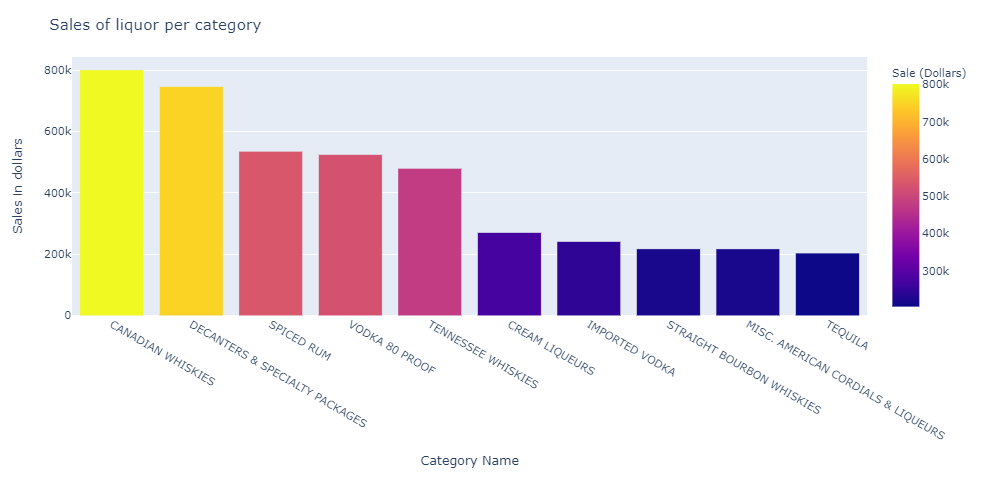 Sales of liquor per category
Sales In dollars
800k
600k
400k
200k
0
CANADIAN WHISKIES
DECANTERS & SPECIALTY PACKAGES
SPICED RUM
VODKA 80 PROOF
TENNESSEE WHISKIES
CREAM LIQUEURS
IMPORTED VODKA
STRAIGHT BOURBON WHISKIES
MISC. AMERICAN CORDIALS & LIQUEURS
TEQUILA
Category Name
Sale (Dollars)
800k
700k
600k
500k
400k
300k